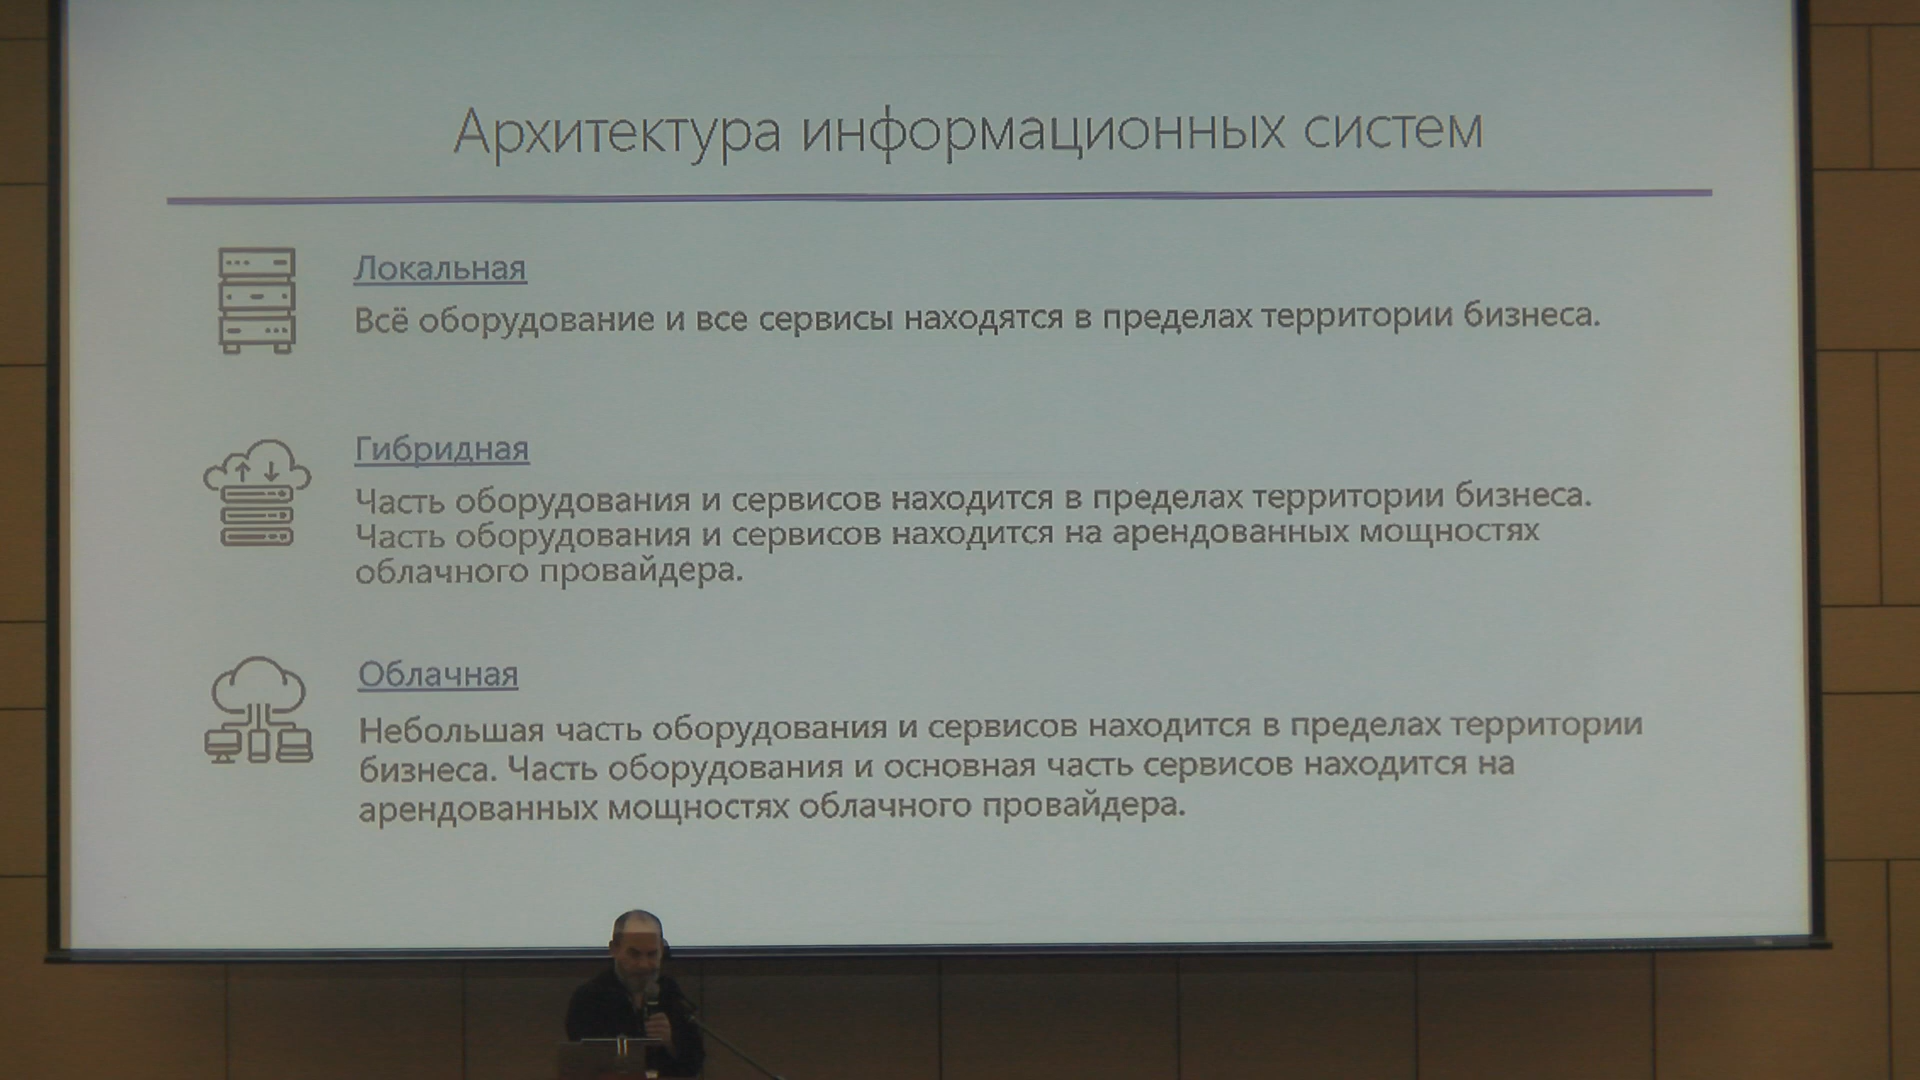 Архитектура информационных систем
Локальная
Всё оборудование и все сервисы находятся в пределах территории бизнеса.
Гибридная
Часть оборудования и сервисов находится в пределах территории бизнеса.
Часть оборудования и сервисов находится на арендованных мощностях
облачного провайдера.
Облачная
Небольшая часть оборудования и сервисов находится в пределах территории
бизнеса. Часть оборудования и основная часть сервисов находится на
арендованных мощностях облачного провайдера.